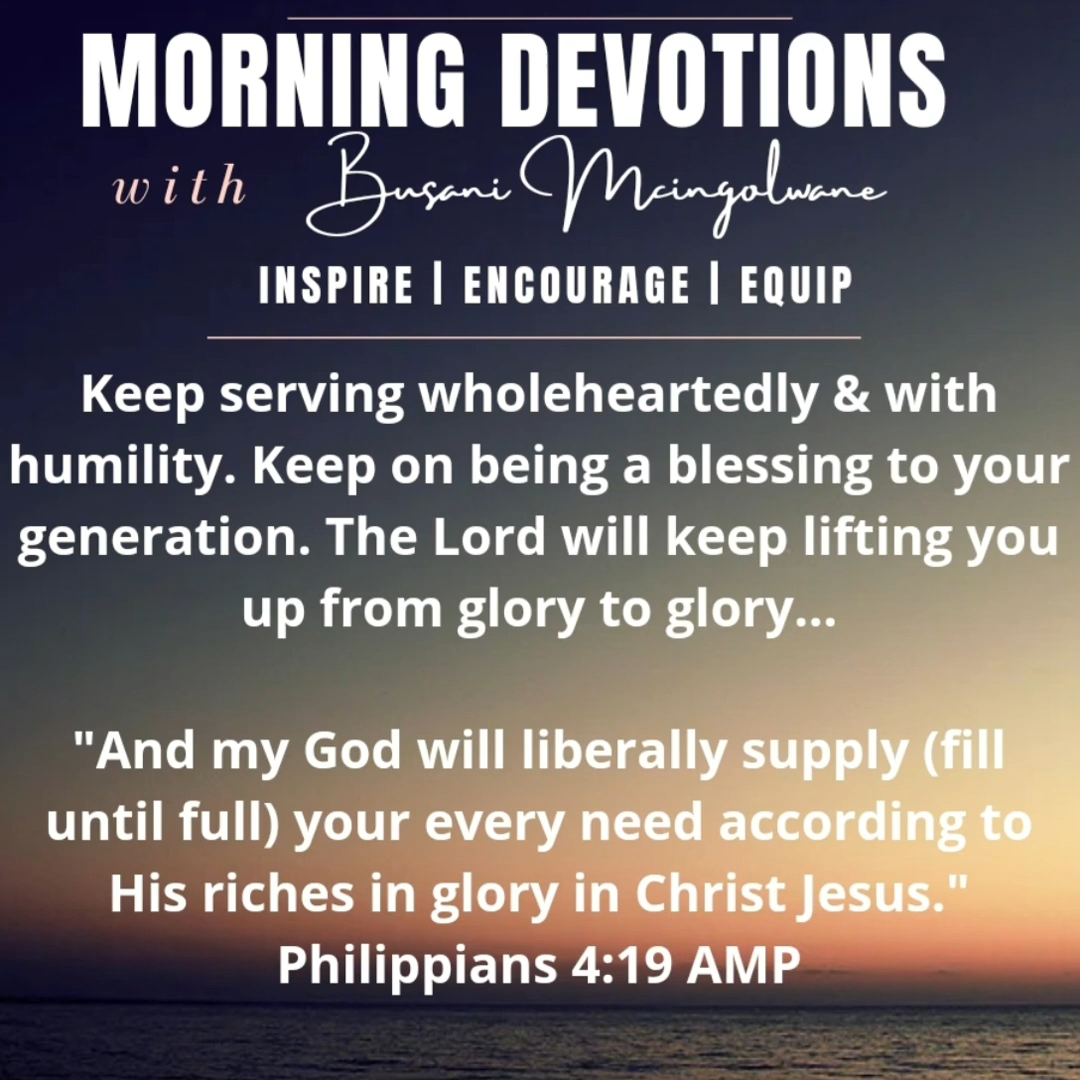 MORNING DEVOTIONS
with Busani Mcingolwane
INSPIRE | ENCOURAGE | EQUIP
Keep serving wholeheartedly & with
humility. Keep on being a blessing to your
generation. The Lord will keep lifting you
up from glory to glory...
"And my God will liberally supply (fill
until full) your every need according to
His riches in glory in Christ Jesus."
Philippians 4:19 AMP